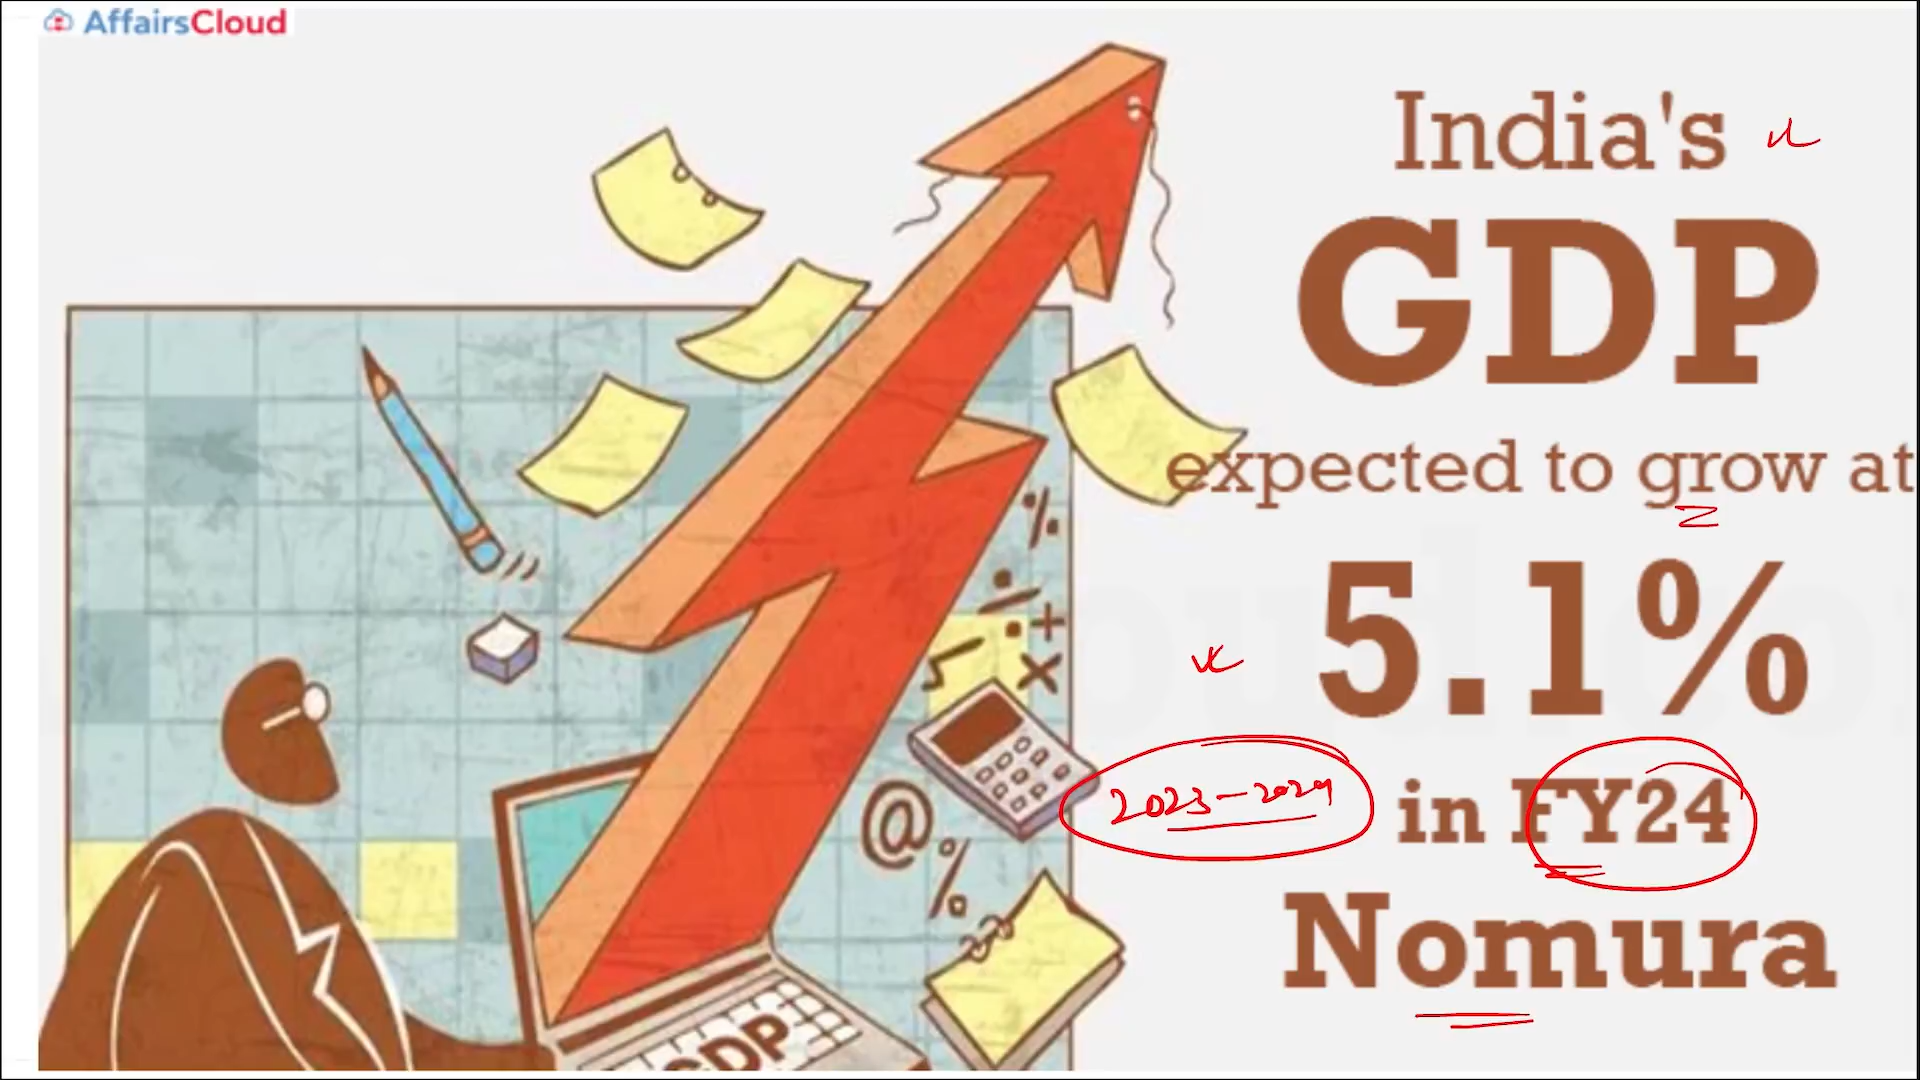 AffairsCloud
India's
GDP
expected to grow at
5.1%
2023-2024
in FY24
Nomura
@
%
GDP